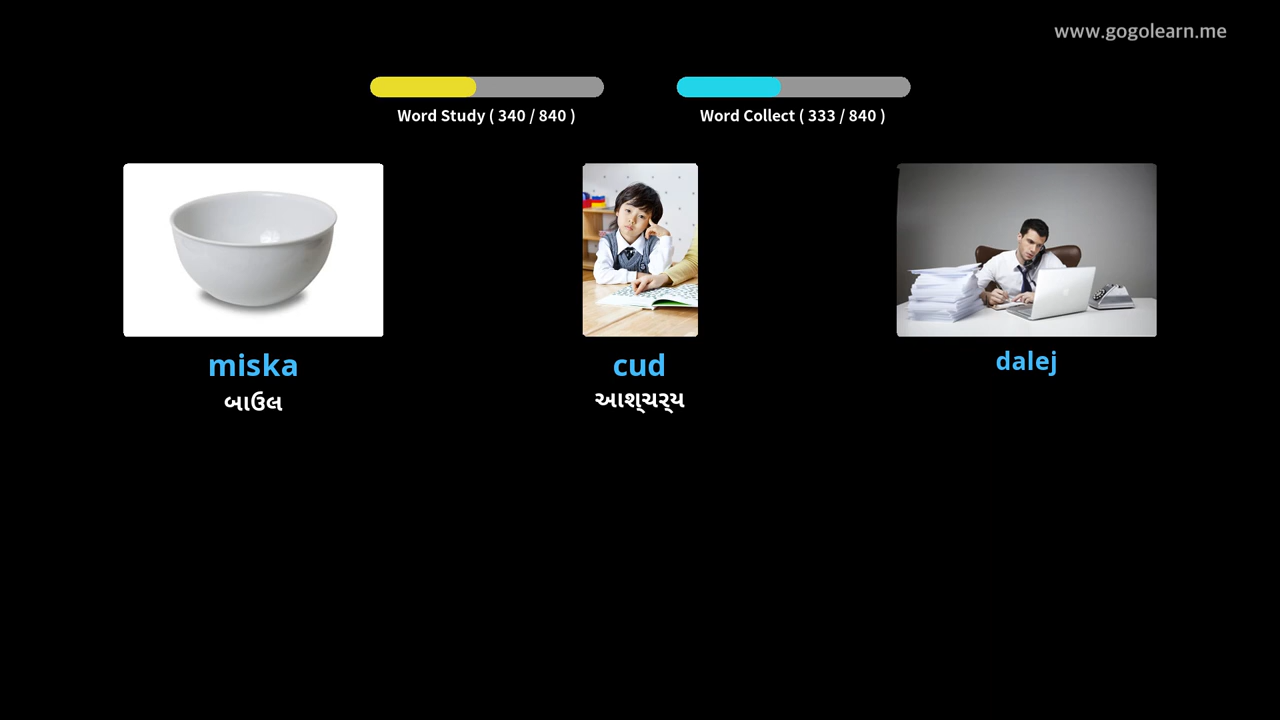 www.gogolearn.me
Word Study ( 340 / 840 )
Word Collect ( 333 / 840 )
miska
cud
dalej
બાઉલ
આશ્ચર્ય